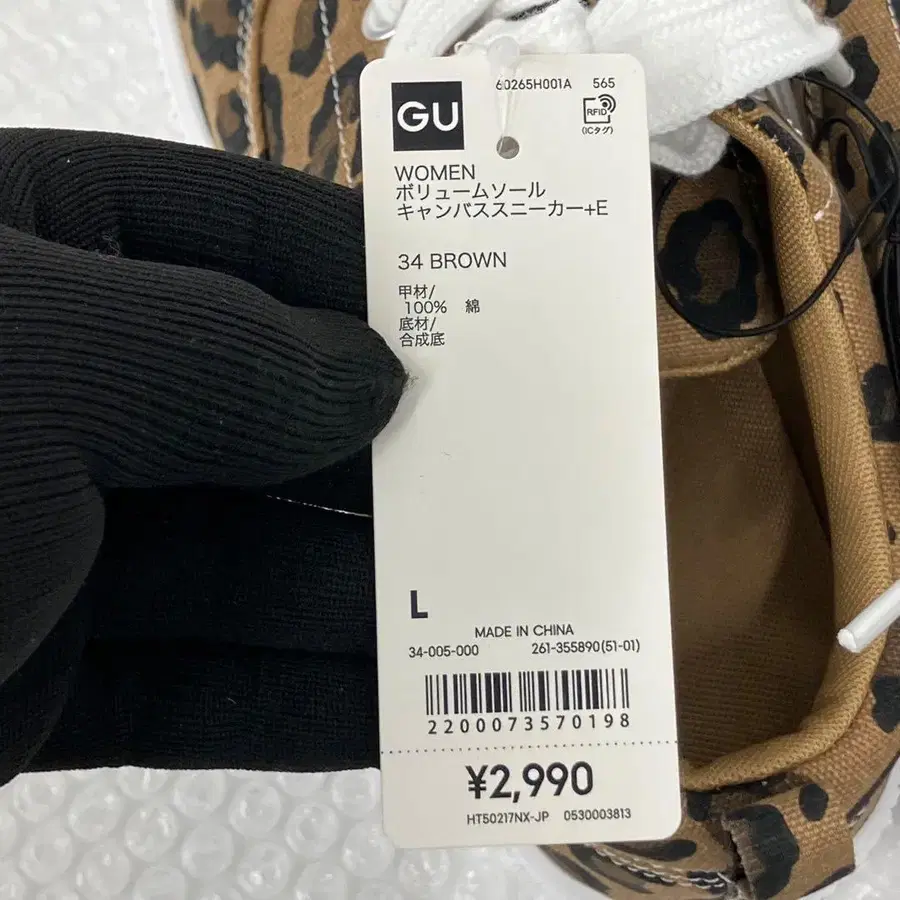 GU
60265H001A 565
RFID
(ICタグ)
WOMEN
ボリュームソール
キャンバススニーカー+E
34 BROWN
甲材/
100% 綿
底材/
合成底
L
MADE IN CHINA
34-005-000 261-355890(51-01)
2200073570198
¥2,990
HT50217NX-JP 0530003813